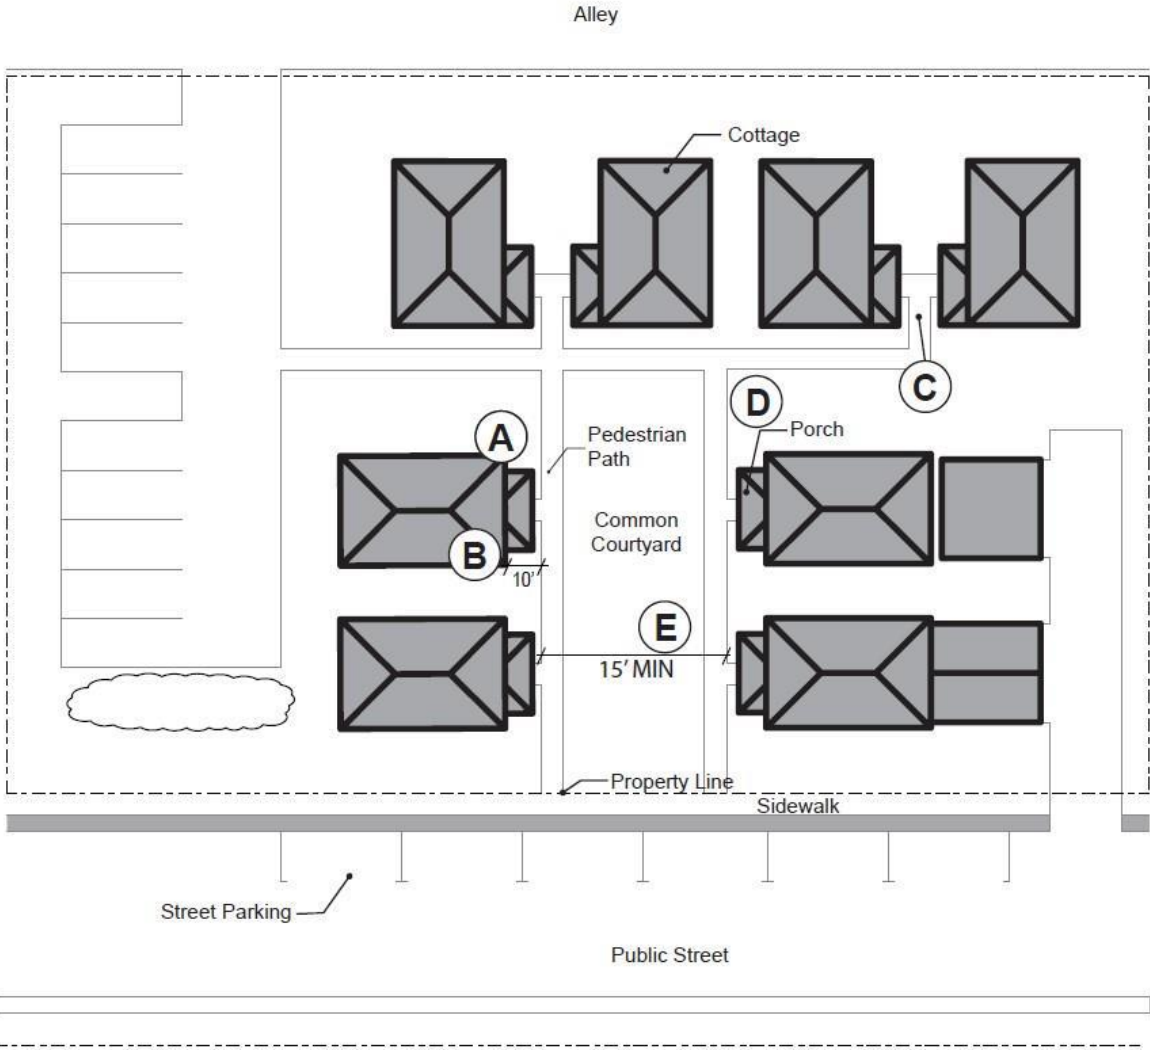 Alley
Cottage
C
D
A
Porch
Pedestrian
Path
Common
Courtyard
B
10'
E
15' MIN
Property Line
Sidewalk
Street Parking
Public Street